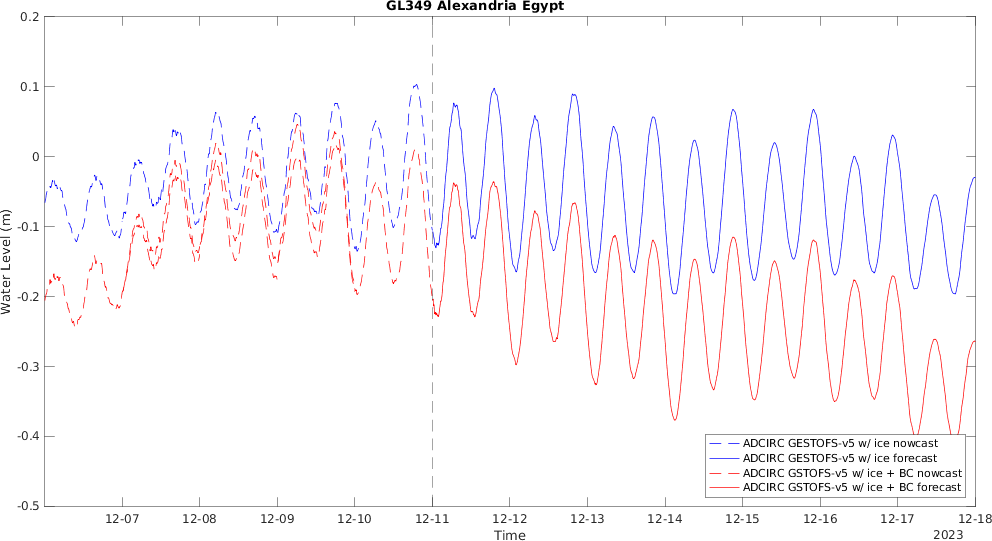 GL349 Alexandria Egypt
0.2
0.1
0
-0.1
-0.2
-0.3
-0.4
-0.5
Water Level (m)
ADCIRC GESTOFS-v5 w/ ice nowcast
ADCIRC GESTOFS-v5 w/ ice forecast
ADCIRC GSTOFS-v5 w/ ice + BC nowcast
ADCIRC GSTOFS-v5 w/ ice + BC forecast
12-07 12-08 12-09 12-10 12-11 12-12 12-13 12-14 12-15 12-16 12-17 12-18
Time
2023